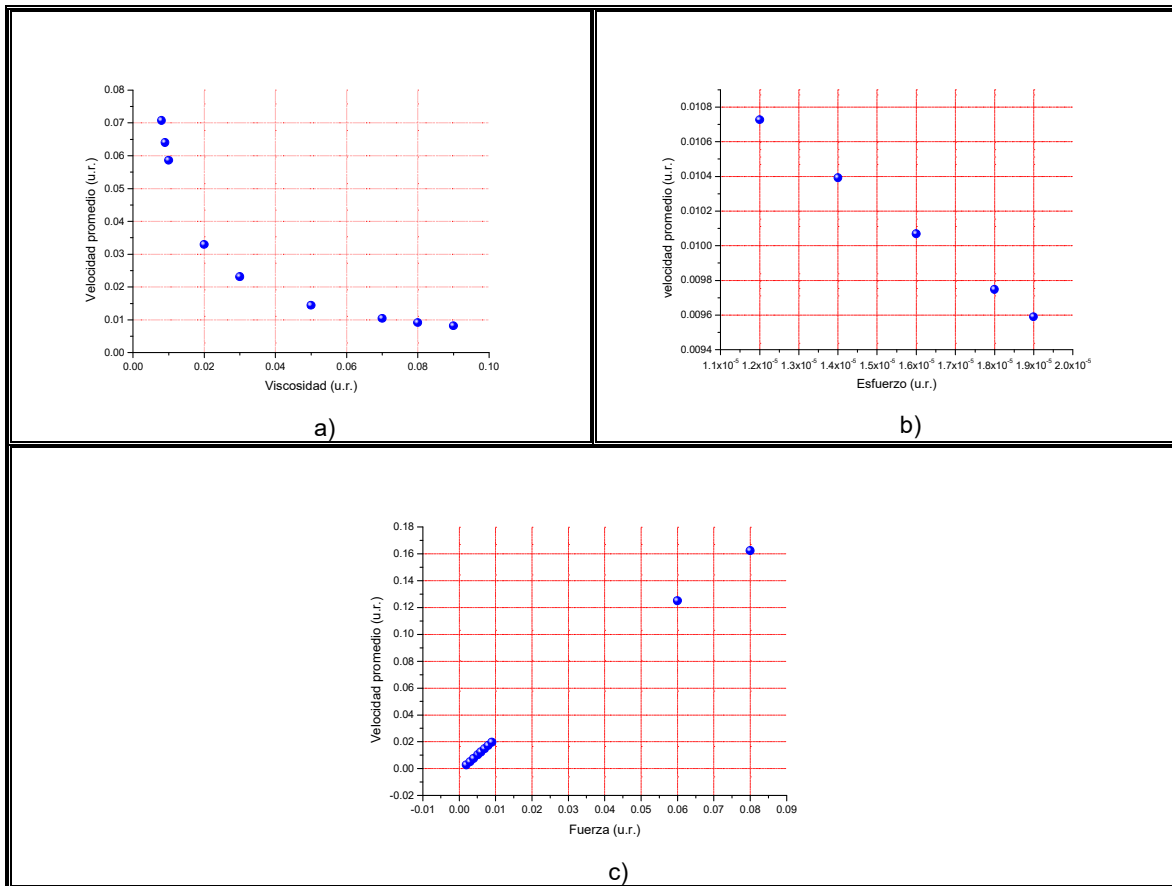 0.08
0.07
0.06
0.05
0.04
0.03
0.02
0.01
0.00
Velocidad promedio (u.r.)
0.00 0.02 0.04 0.06 0.08 0.10
Viscosidad (u.r.)
a)
0.0108
0.0106
0.0104
0.0102
0.0100
0.0098
0.0096
0.0094
velocidad promedio (u.r.)
1.1x10⁻⁵ 1.2x10⁻⁵ 1.3x10⁻⁵ 1.4x10⁻⁵ 1.5x10⁻⁵ 1.6x10⁻⁵ 1.7x10⁻⁵ 1.8x10⁻⁵ 1.9x10⁻⁵ 2.0x10⁻⁵
Esfuerzo (u.r.)
b)
0.18
0.16
0.14
0.12
0.10
0.08
0.06
0.04
0.02
0.00
-0.02
Velocidad promedio (u.r.)
-0.01 0.00 0.01 0.02 0.03 0.04 0.05 0.06 0.07 0.08 0.09
Fuerza (u.r.)
c)